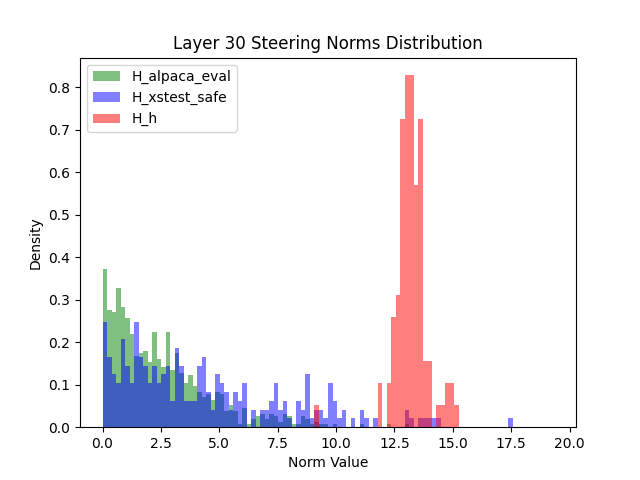 Layer 30 Steering Norms Distribution
H_alpaca_eval
H_xstest_safe
H_h
Density
0.8
0.7
0.6
0.5
0.4
0.3
0.2
0.1
0.0
0.0 2.5 5.0 7.5 10.0 12.5 15.0 17.5 20.0
Norm Value